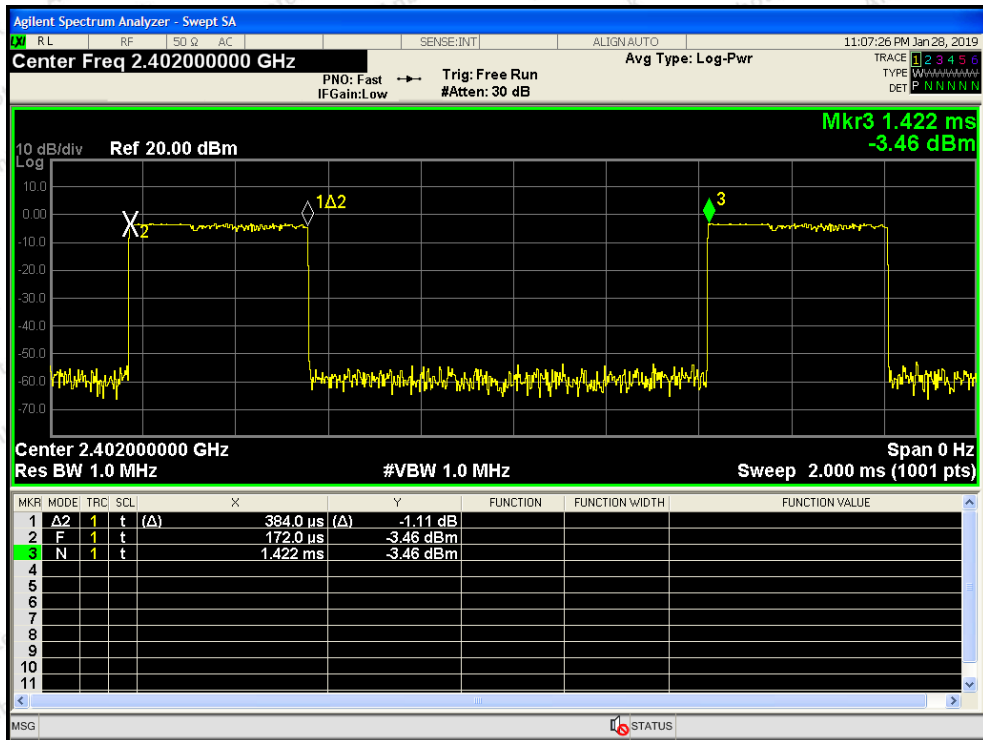 Agilent Spectrum Analyzer - Swept SA
LXI RL RF 50 Ω AC SENSE:INT ALIGN AUTO 11:07:26 PM Jan 28, 2019
Center Freq 2.402000000 GHz Avg Type: Log-Pwr TRACE 1 2 3 4 5 6
PNO: Fast Trig: Free Run TYPE WWWWWW
IFGain:Low #Atten: 30 dB DET P N N N N N
Mkr3 1.422 ms
10 dB/div Ref 20.00 dBm -3.46 dBm
Log
10.0
1Δ2 3
0.00
X2
-10.0
-20.0
-30.0
-40.0
-50.0
-60.0
-70.0
Center 2.402000000 GHz Span 0 Hz
Res BW 1.0 MHz #VBW 1.0 MHz Sweep 2.000 ms (1001 pts)
MKR MODE TRC SCL X Y FUNCTION FUNCTION WIDTH FUNCTION VALUE
1 Δ2 1 t (Δ) 384.0 µs (Δ) -1.11 dB
2 F 1 t 172.0 µs -3.46 dBm
3 N 1 t 1.422 ms -3.46 dBm
4
5
6
7
8
9
10
11
MSG STATUS